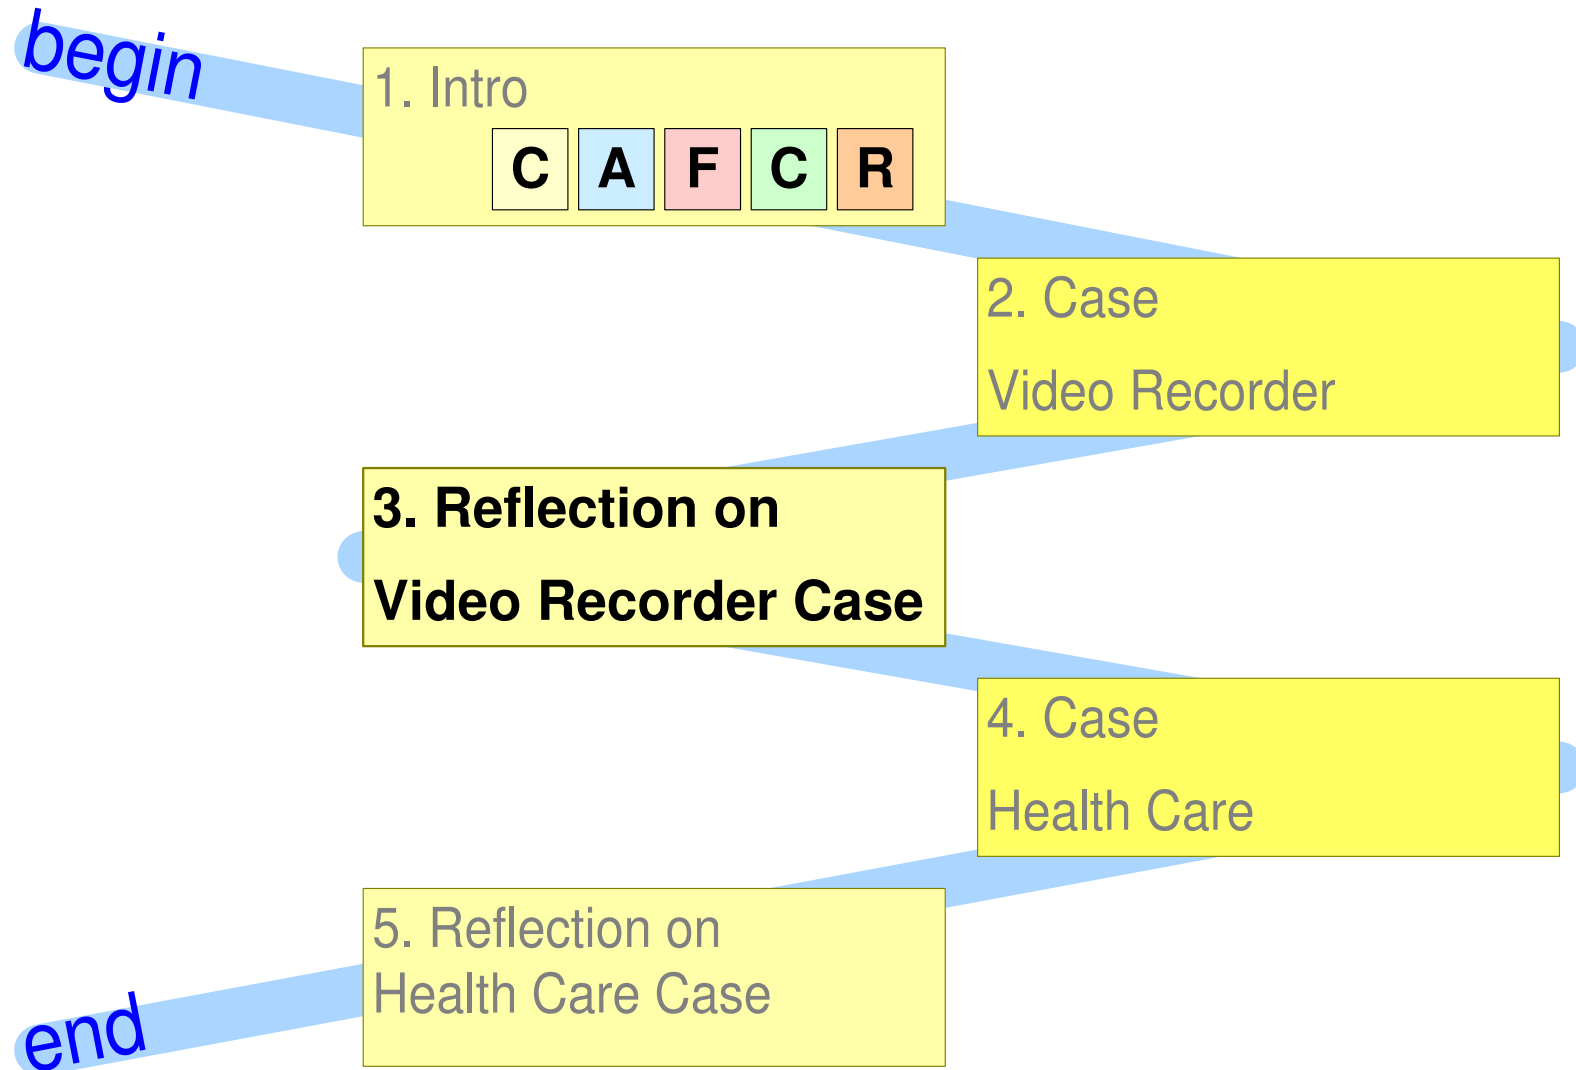 begin
1. Intro
C A F C R
2. Case
Video Recorder
3. Reflection on
Video Recorder Case
4. Case
Health Care
5. Reflection on
Health Care Case
end